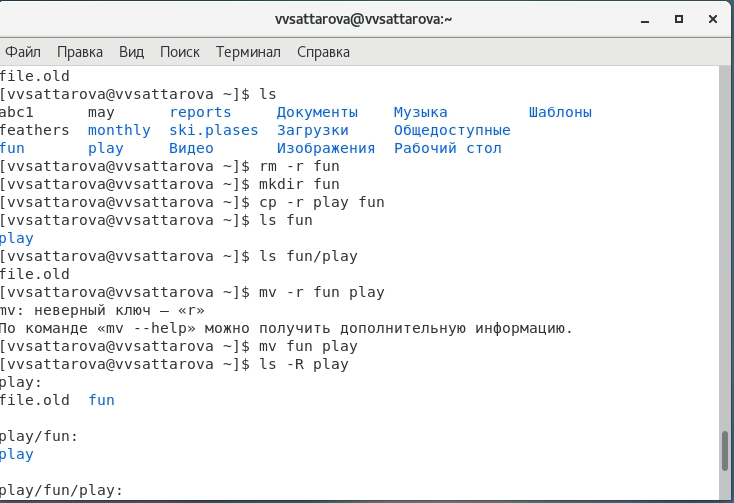 vvsattarova@vvsattarova:~
Файл Правка Вид Поиск Терминал Справка
file.old
[vvsattarova@vvsattarova ~]$ ls
abc1 may reports Документы Музыка Шаблоны
feathers monthly ski.plases Загрузки Общедоступные
fun play Видео Изображения Рабочий стол
[vvsattarova@vvsattarova ~]$ rm -r fun
[vvsattarova@vvsattarova ~]$ mkdir fun
[vvsattarova@vvsattarova ~]$ cp -r play fun
[vvsattarova@vvsattarova ~]$ ls fun
play
[vvsattarova@vvsattarova ~]$ ls fun/play
file.old
[vvsattarova@vvsattarova ~]$ mv -r fun play
mv: неверный ключ — «r»
По команде «mv --help» можно получить дополнительную информацию.
[vvsattarova@vvsattarova ~]$ mv fun play
[vvsattarova@vvsattarova ~]$ ls -R play
play:
file.old fun
play/fun:
play
play/fun/play: